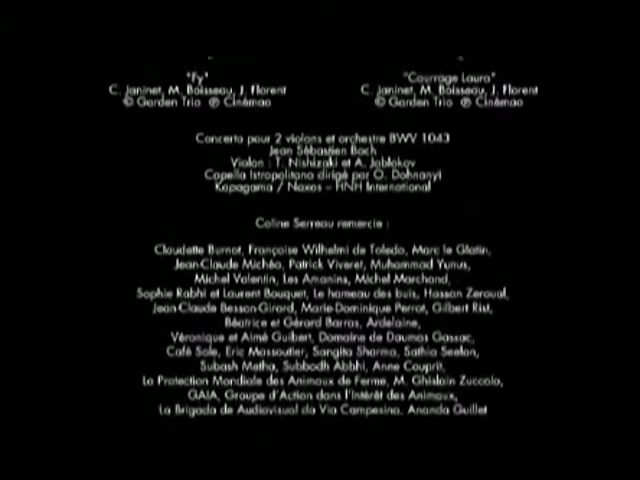 "Fy"
C. Janinet, M. Boisseau, J. Florent
© Garden Trio ℗ Cinémao
"Courrage Laura"
C. Janinet, M. Boisseau, J. Florent
© Garden Trio ℗ Cinémao
Concerto pour 2 violons et orchestre BWV 1043
Jean Sébastien Bach
Violon : T. Nishizaki et A. Jablokov
Capella Istropolitana dirigé par O. Dohnanyi
Kapagama / Naxos - HNH International
Coline Serreau remercie :
Claudette Burnot, Françoise Wilhelmi de Toledo, Marc le Glatin,
Jean-Claude Michéa, Patrick Viveret, Muhammad Yunus,
Michel Valentin, Les Amanins, Michel Marchand,
Sophie Rabhi et Laurent Bouquet, Le hameau des buis, Hassan Zeroual,
Jean-Claude Besson-Girard, Marie-Dominique Perrot, Gilbert Rist,
Béatrice et Gérard Barras, Ardelaine,
Véronique et Aimé Guibert, Domaine de Daumas Gassac,
Café Sale, Eric Massoutier, Sangita Sharma, Sathia Seelan,
Subash Metha, Subbodh Abbhi, Anne Couprit,
La Protection Mondiale des Animaux de Ferme, M. Ghislain Zuccolo,
GAIA, Groupe d'Action dans l'Intérêt des Animaux,
La Brigada de Audiovisual da Via Campesina, Ananda Guillet